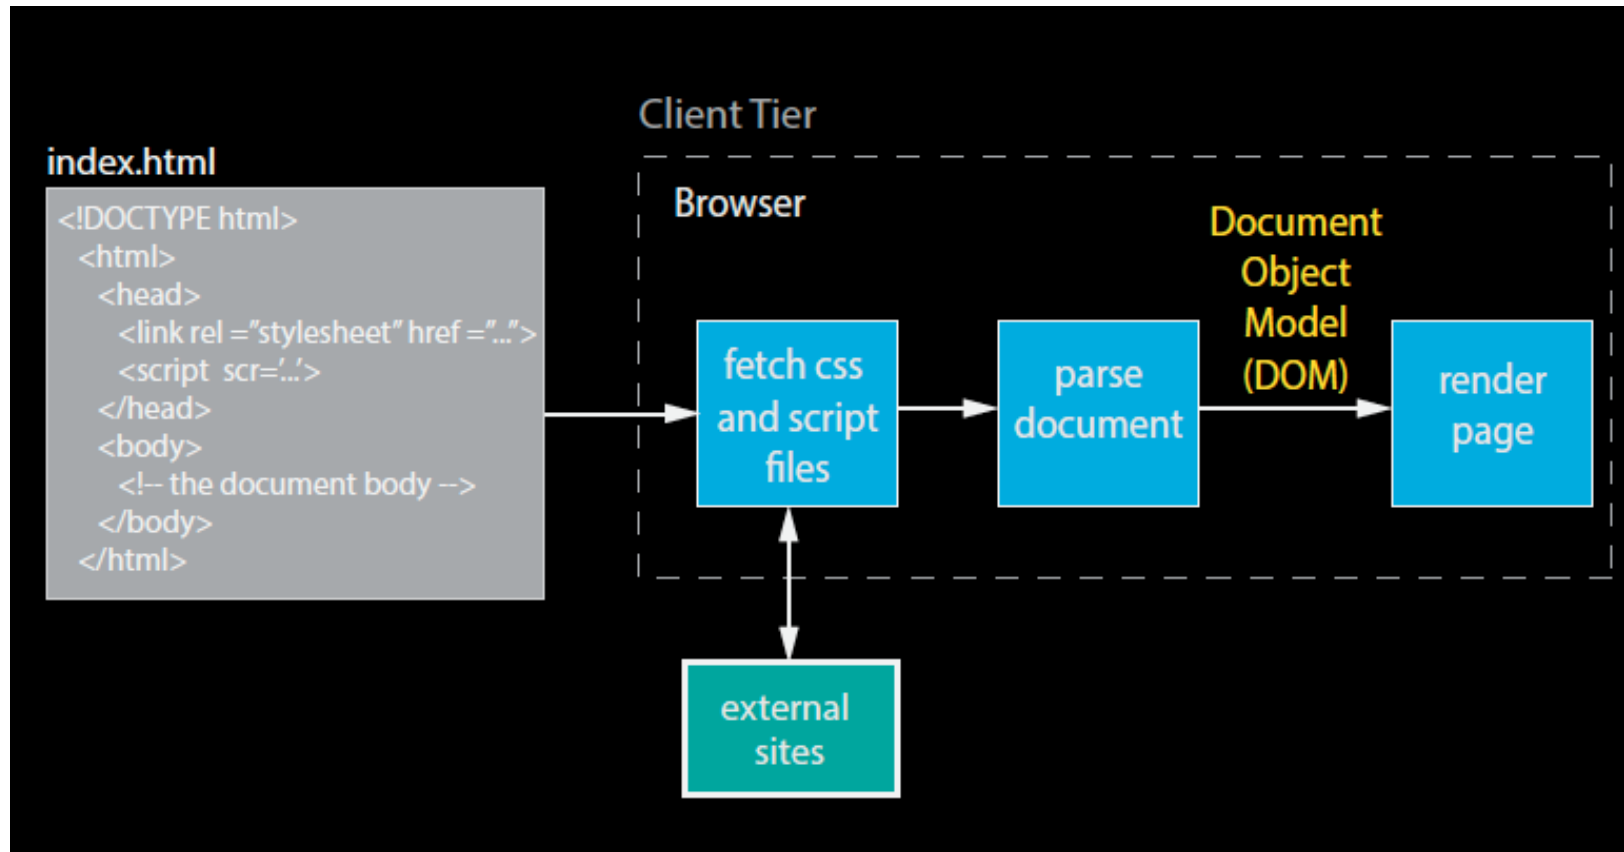 Client Tier
index.html
<!DOCTYPE html>
<html>
<head>
<link rel ="stylesheet" href ="...">
<script scr='...'>
</head>
<body>
<!-- the document body -->
</body>
</html>
Browser
fetch css
and script
files
parse
document
Document
Object
Model
(DOM)
render
page
external
sites